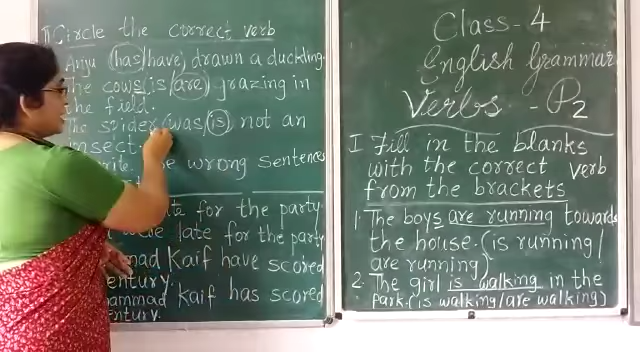 II Circle the correct verb
Anju (has/have) drawn a duckling.
The cows (is/are) grazing in
the field.
The spider (was/is) not an
insect.
wrong sentences
late for the party.
late for the party
Kaif have scored
entury.
ammad Kaif has scored
entury.
Class-4
English Grammar
Verbs - P2
I Fill in the blanks
with the correct verb
from the brackets
1. The boys are running towards
the house. (is running/
are running)
2. The girl is walking in the
park. (is walking/are walking)